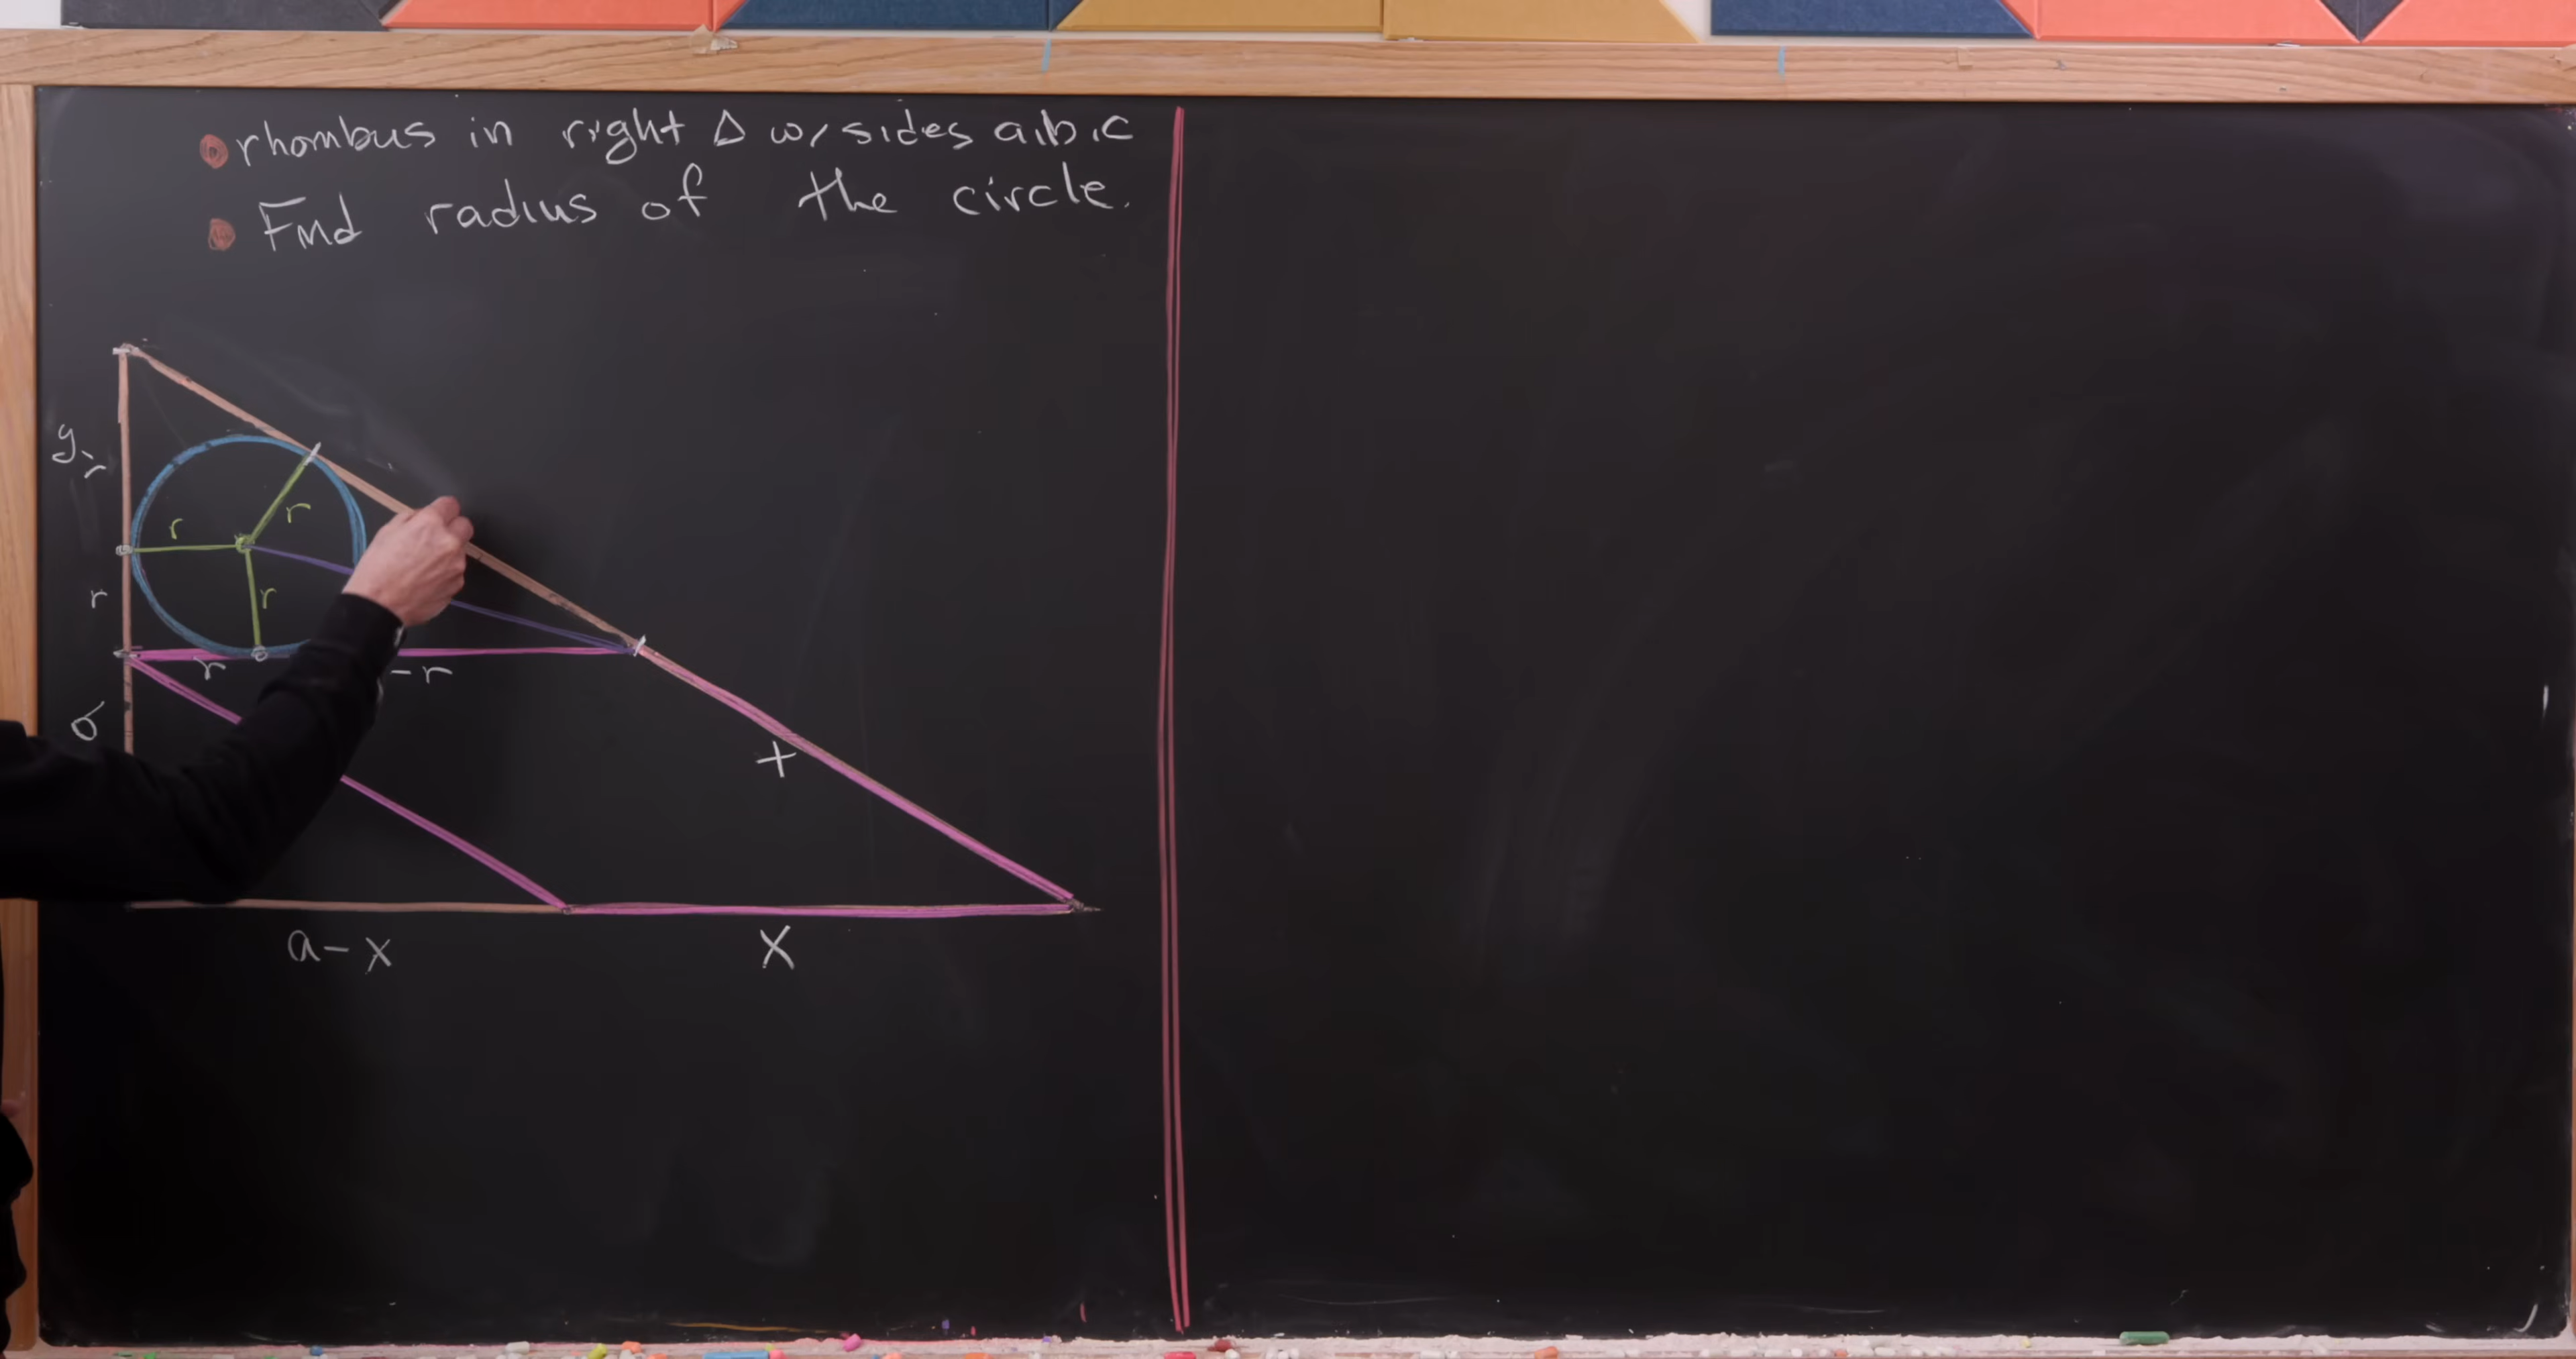 rhombus in right Δ w/ sides a,b,c
Find radius of the circle.
y-r
r
r
r
r
r
-r
x
a-x
x